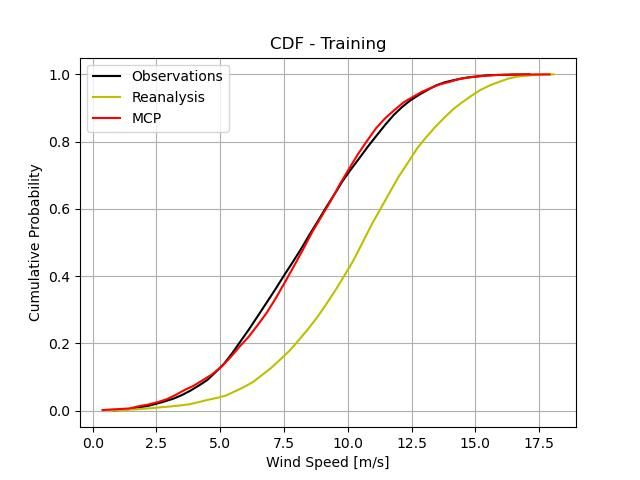 CDF - Training
Observations
Reanalysis
MCP
Cumulative Probability
1.0
0.8
0.6
0.4
0.2
0.0
0.0 2.5 5.0 7.5 10.0 12.5 15.0 17.5
Wind Speed [m/s]